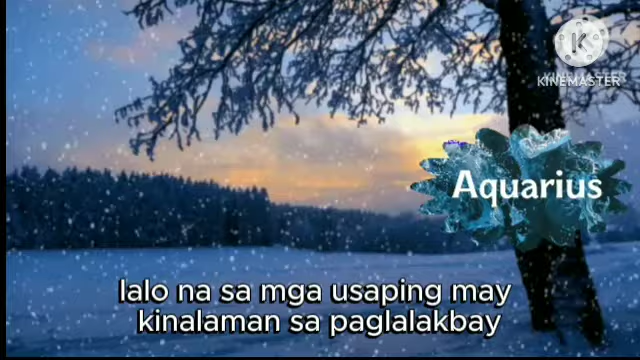 K
KINEMASTER
Aquarius
lalo na sa mga usaping may
kinalaman sa paglalakbay